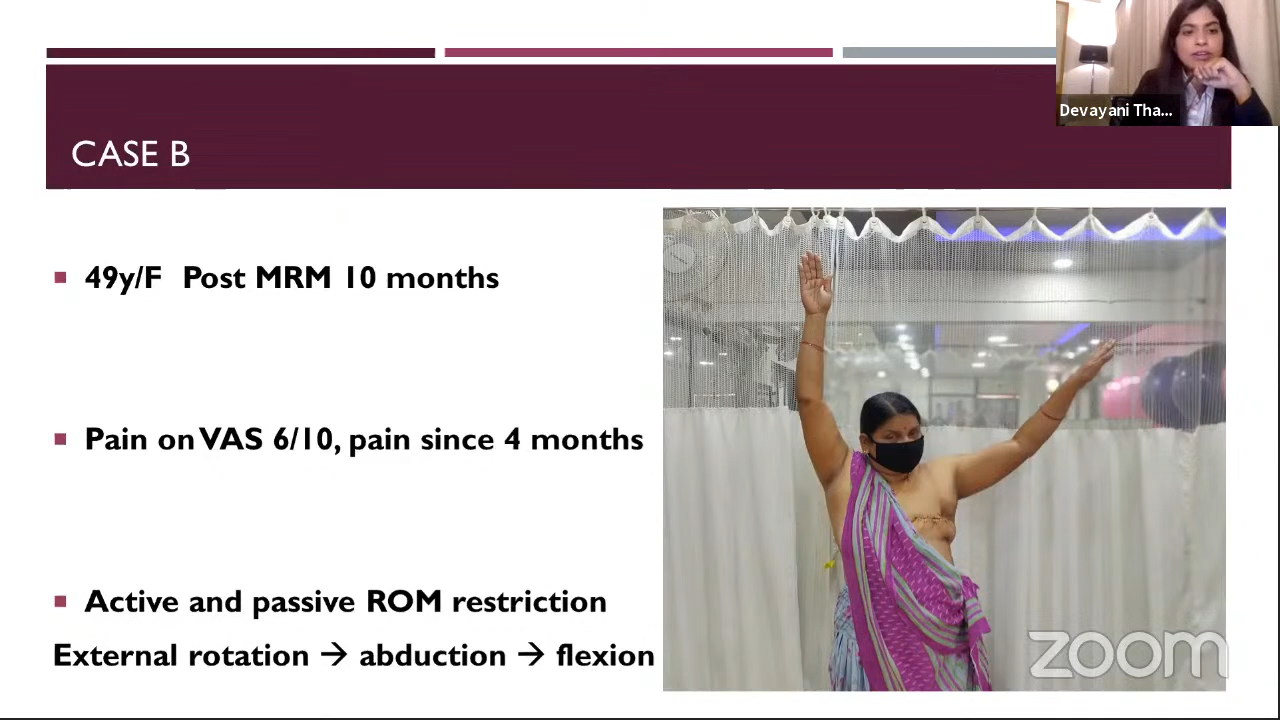 Devayani Tha...
CASE B
49y/F Post MRM 10 months
Pain on VAS 6/10, pain since 4 months
Active and passive ROM restriction
External rotation → abduction → flexion
zoom